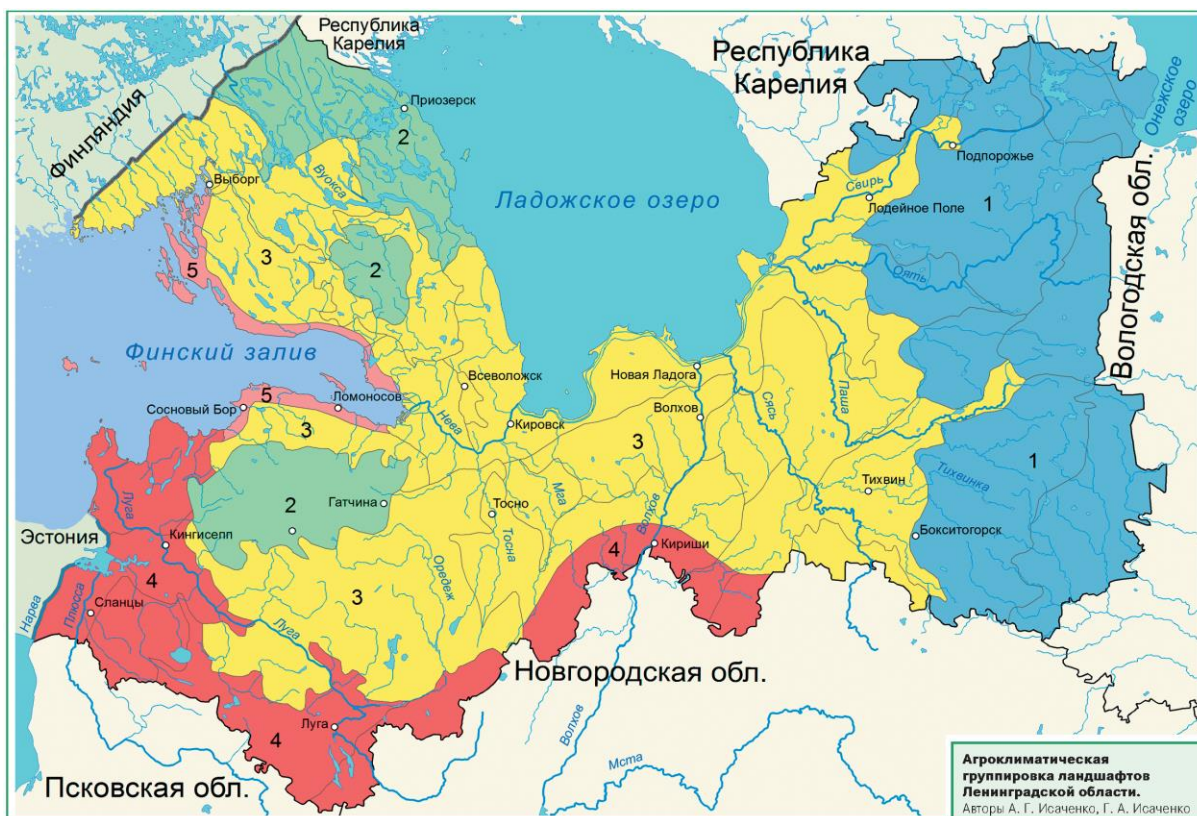 Республика
Карелия
Республика
Карелия
Финляндия
Онежское
озеро
Приозерск
2
Подпорожье
Выборг
Вуокса
Свирь
Лодейное Поле
1
Ладожское озеро
Вологодская обл.
3
2
5
Оять
Финский залив
Всеволожск
Новая Ладога
5
Ломоносов
Сосновый Бор
Нева
Кировск
Волхов
Сясь
Паша
3
3
1
Тихвинка
Тихвин
Гатчина
2
Тосно
Мга
Волхов
Луга
Тосна
Бокситогорск
Эстония
Кингисепп
4
Кириши
Оредеж
4
3
Нарва
Плюсса
Сланцы
Луга
Новгородская обл.
Луга
4
Волхов
Мста
Псковская обл.
Агроклиматическая
группировка ландшафтов
Ленинградской области.
Авторы А. Г. Исаченко, Г. А. Исаченко